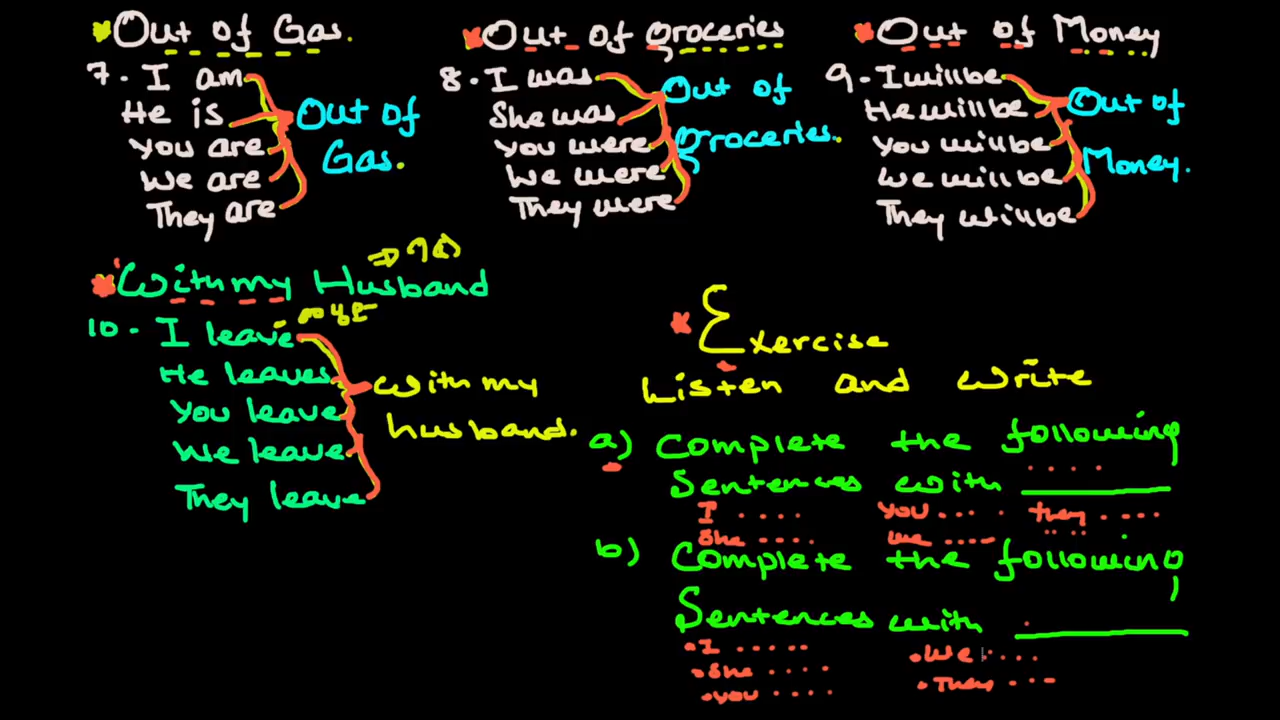 Out of Gas.
7. I am
He is
You are
We are
They are
Out of
Gas.
Out of groceries
8. I was
She was
You were
We were
They were
Out of
groceries.
Out of Money
9. I will be
He will be
You will be
We will be
They will be
Out of
Money.
With my Husband
10. I leave
He leaves
You leave
We leave
They leave
with my
husband.
Exercise
Listen and write
a) Complete the following
Sentences with ________
I .... You .... they ....
She .... we ....
b) Complete the following
Sentences with ________
.I ..... .We ....
.She .... .They ...
.you ....